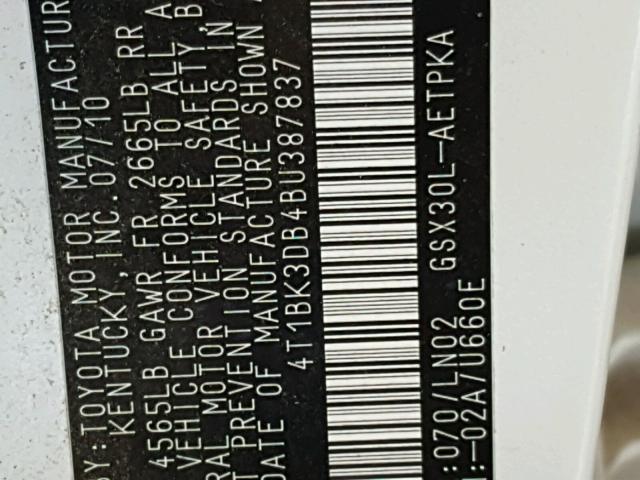 BY: TOYOTA MOTOR MANUFACTUR
KENTUCKY, INC. 07/10
4565LB GAWR FR 2665LB RR
VEHICLE CONFORMS TO ALL A
RAL MOTOR VEHICLE SAFETY, B
T PREVENTION STANDARDS IN
DATE OF MANUFACTURE SHOWN A
4T1BK3DB4BU387837
:070/LN02 GSX30L-AETPKA
:-02A/U660E